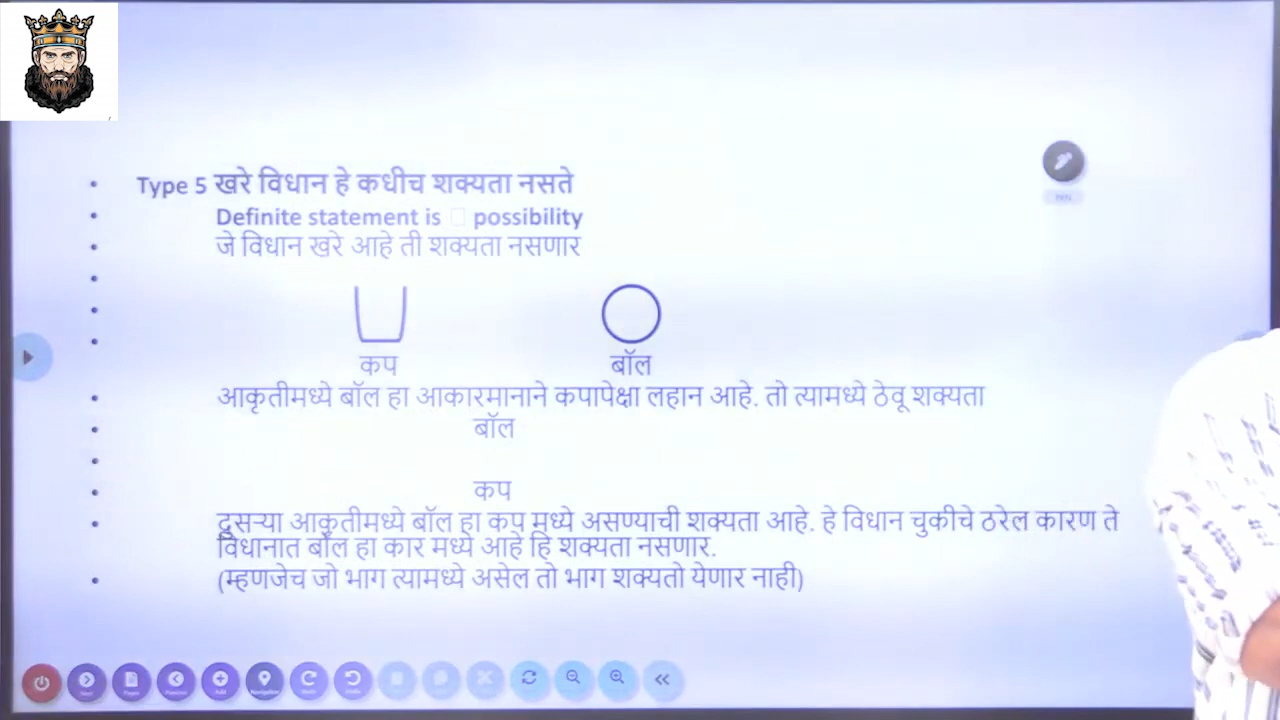 Type 5 खरे विधान हे कधीच शक्यता नसते
Definite statement is possibility
जे विधान खरे आहे ती शक्यता नसणार
कप बॉल
आकृतीमध्ये बॉल हा आकारमानाने कपापेक्षा लहान आहे. तो त्यामध्ये ठेवू शक्यता
बॉल
कप
दुसऱ्या आकृतीमध्ये बॉल हा कप मध्ये असण्याची शक्यता आहे. हे विधान चुकीचे ठरेल कारण ते
विधानात बॉल हा कार मध्ये आहे हि शक्यता नसणार.
(म्हणजेच जो भाग त्यामध्ये असेल तो भाग शक्यतो येणार नाही)